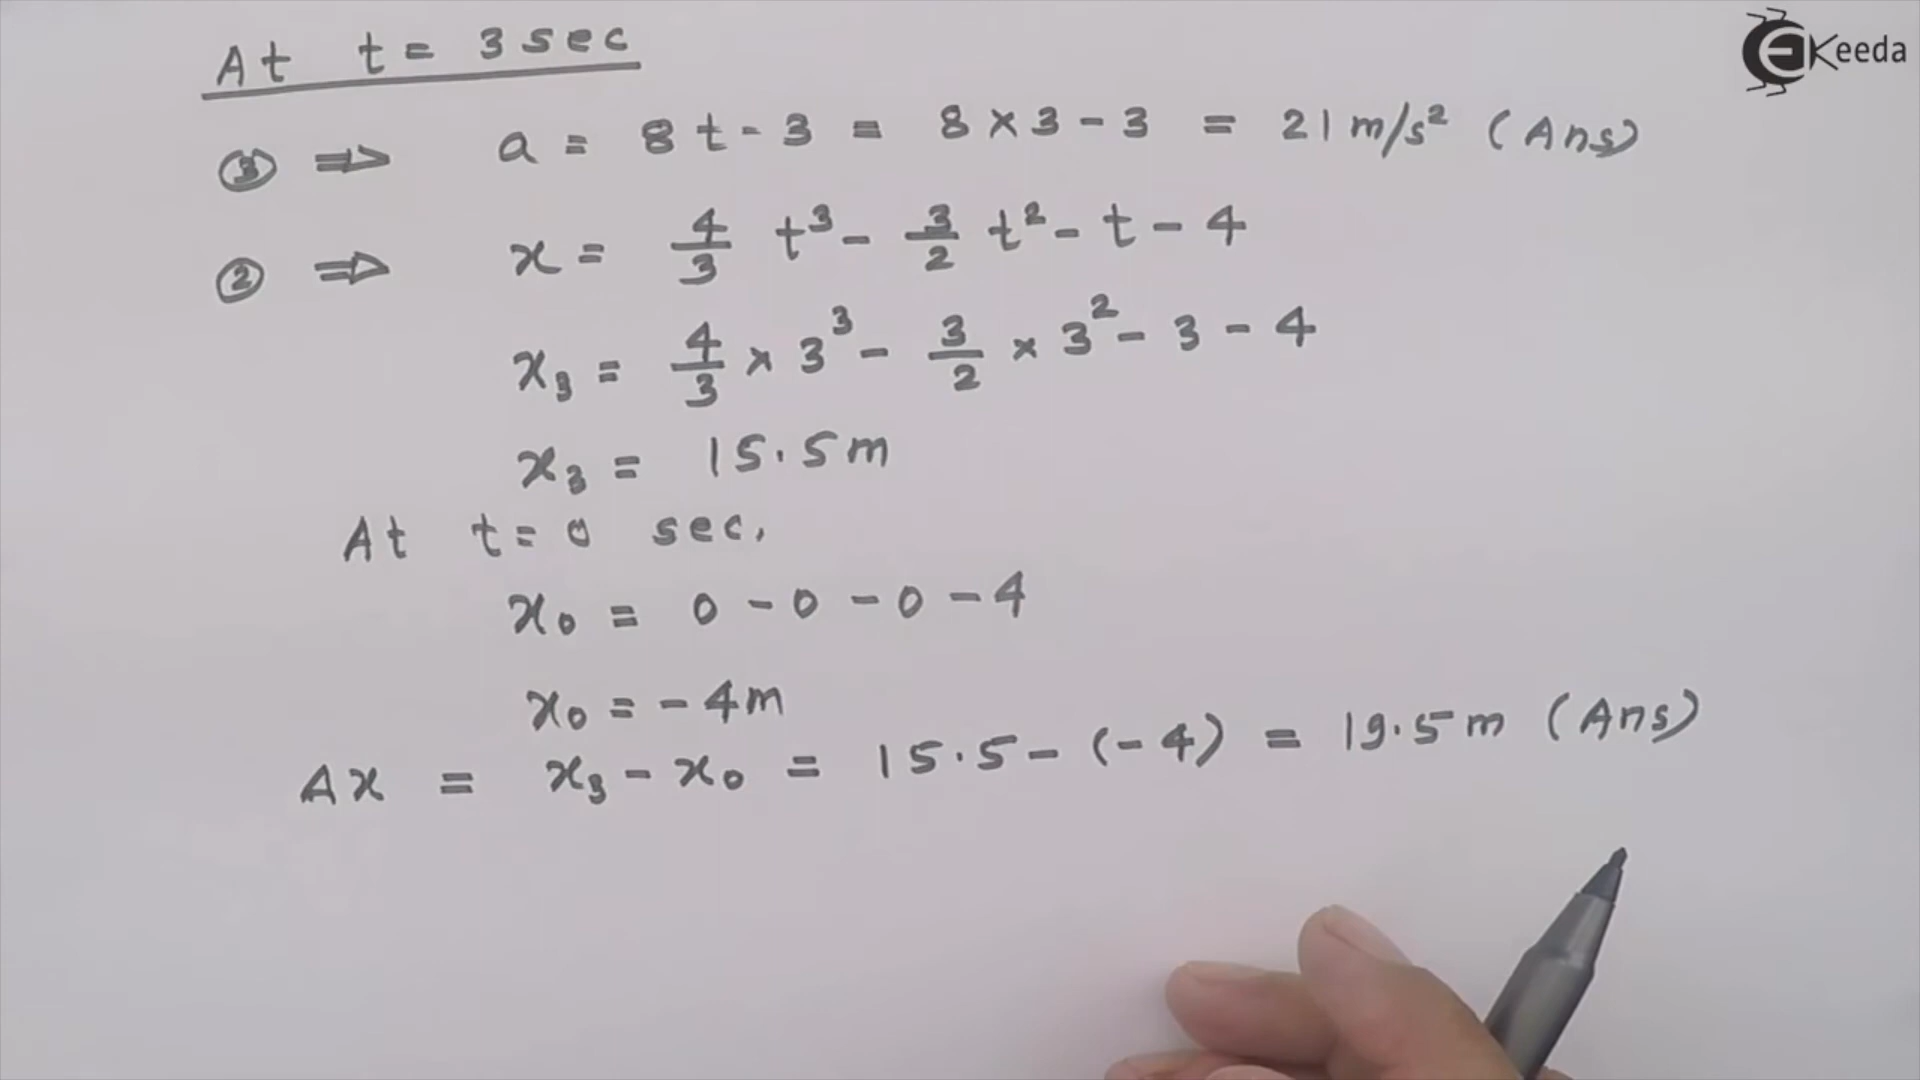 Keeda
At t = 3 sec
③ ⇒ a = 8t - 3 = 8 × 3 - 3 = 21 m/s² (Ans)
② ⇒ x = 4/3 t³ - 3/2 t² - t - 4
x₃ = 4/3 × 3³ - 3/2 × 3² - 3 - 4
x₃ = 15.5 m
At t = 0 sec,
x₀ = 0 - 0 - 0 - 4
x₀ = - 4 m
Δx = x₃ - x₀ = 15.5 - (-4) = 19.5 m (Ans)